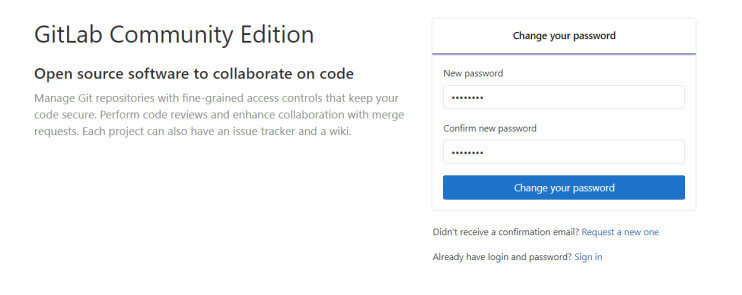 GitLab Community Edition
Open source software to collaborate on code
Manage Git repositories with fine-grained access controls that keep your
code secure. Perform code reviews and enhance collaboration with merge
requests. Each project can also have an issue tracker and a wiki.
Change your password
New password
••••••••
Confirm new password
••••••••
Change your password
Didn't receive a confirmation email? Request a new one
Already have login and password? Sign in